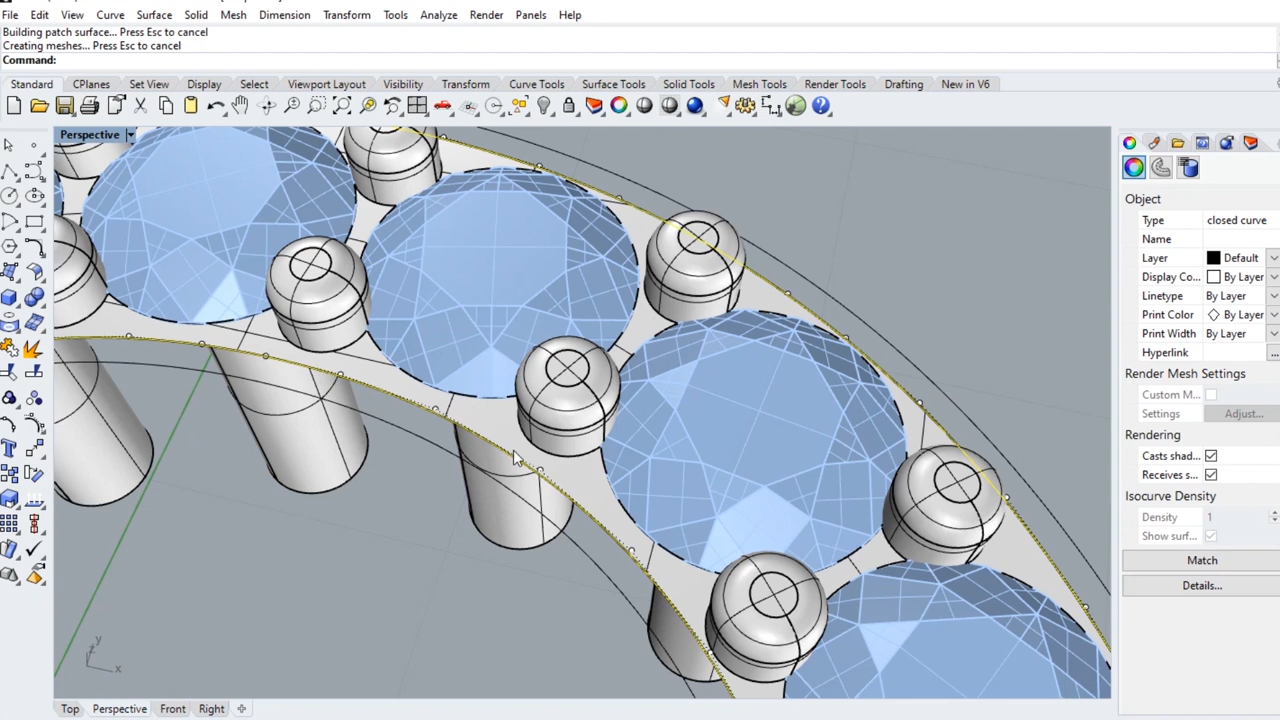 File Edit View Curve Surface Solid Mesh Dimension Transform Tools Analyze Render Panels Help
Building patch surface... Press Esc to cancel
Creating meshes... Press Esc to cancel
Command:
Standard CPlanes Set View Display Select Viewport Layout Visibility Transform Curve Tools Surface Tools Solid Tools Mesh Tools Render Tools Drafting New in V6
Perspective
Object
Type closed curve
Name
Layer Default
Display Co... By Layer
Linetype By Layer
Print Color By Layer
Print Width By Layer
Hyperlink ...
Render Mesh Settings
Custom M...
Settings Adjust...
Rendering
Casts shad...
Receives s...
Isocurve Density
Density 1
Show surf...
Match
Details...
z y
x
Top Perspective Front Right